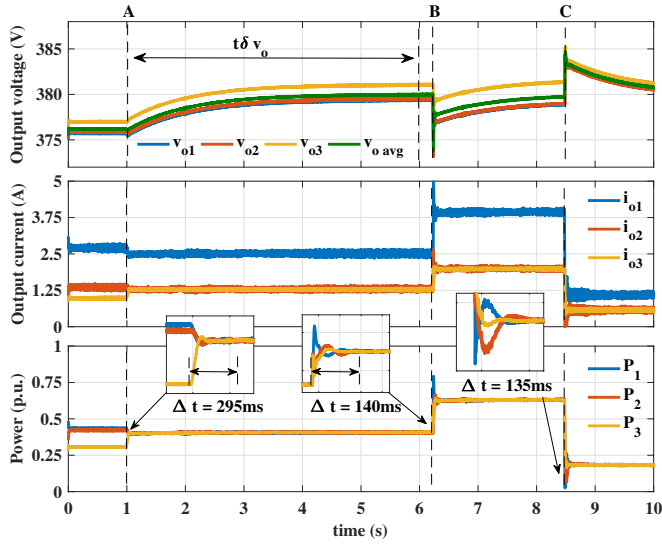 A B C
Output voltage (V)
385
380
375
tδ v_o
v_o1 v_o2 v_o3 v_o avg
Output current (A)
5
3.75
2.5
1.25
0
i_o1
i_o2
i_o3
Power (p.u.)
1
0.75
0.5
0.25
0
Δ t = 295ms
Δ t = 140ms
Δ t = 135ms
P_1
P_2
P_3
0 1 2 3 4 5 6 7 8 9 10
time (s)